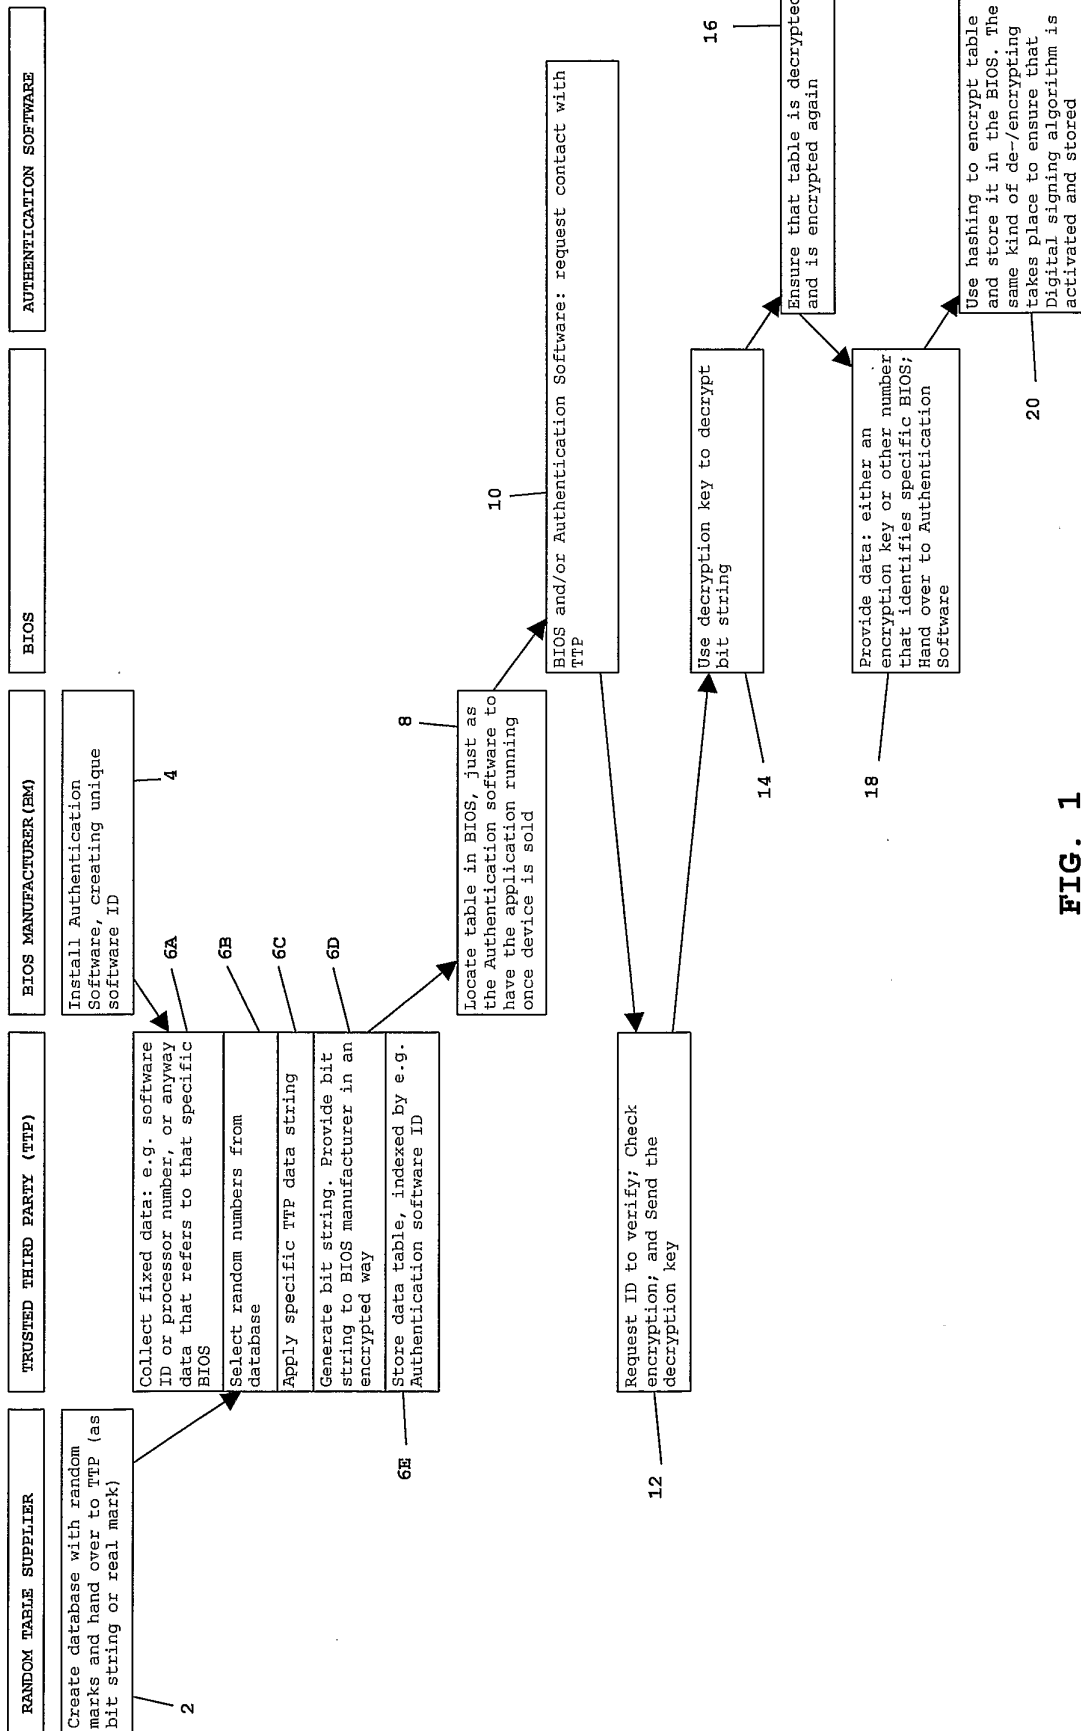 RANDOM TABLE SUPPLIER
TRUSTED THIRD PARTY (TTP)
BIOS MANUFACTURER(BM)
BIOS
AUTHENTICATION SOFTWARE
Create database with random
marks and hand over to TTP (as
bit string or real mark)
2
Install Authentication
Software, creating unique
software ID
4
Collect fixed data: e.g. software
ID or processor number, or anyway
data that refers to that specific
BIOS
6A
Select random numbers from
database
6B
Apply specific TTP data string
6C
Generate bit string. Provide bit
string to BIOS manufacturer in an
encrypted way
6D
Store data table, indexed by e.g.
Authentication software ID
6E
Locate table in BIOS, just as
the Authentication software to
have the application running
once device is sold
8
BIOS and/or Authentication Software: request contact with
TTP
10
Request ID to verify; Check
encryption; and Send the
decryption key
12
Use decryption key to decrypt
bit string
14
Ensure that table is decrypted
and is encrypted again
16
Provide data: either an
encryption key or other number
that identifies specific BIOS;
Hand over to Authentication
Software
18
Use hashing to encrypt table
and store it in the BIOS. The
same kind of de-/encrypting
takes place to ensure that
Digital signing algorithm is
activated and stored
20
FIG. 1